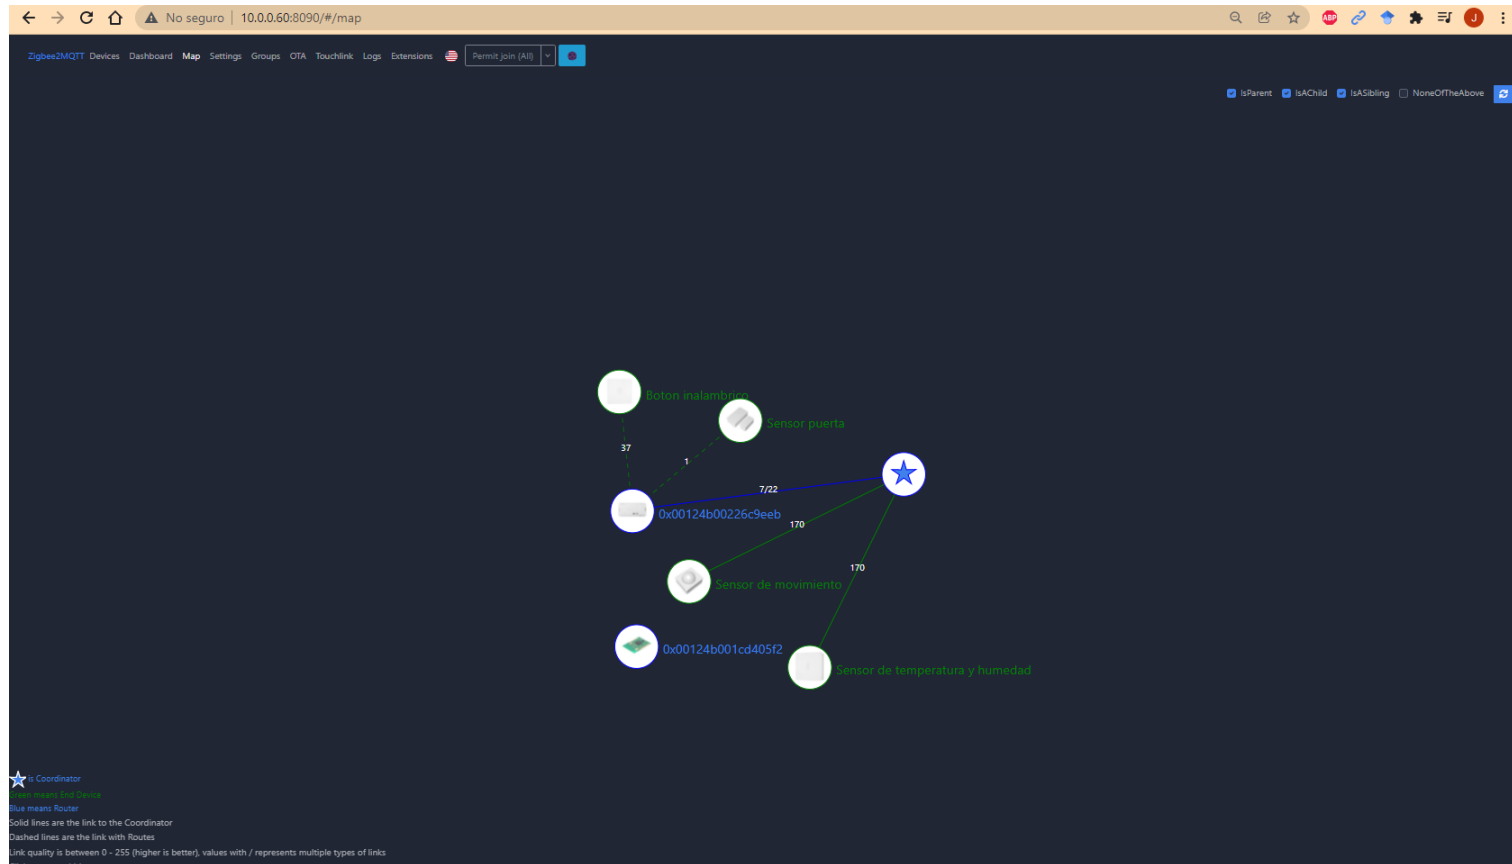 No seguro | 10.0.0.60:8090/#/map
ABP
J
Zigbee2MQTT Devices Dashboard Map Settings Groups OTA Touchlink Logs Extensions Permit join (All)
IsParent IsAChild IsASibling NoneOfTheAbove
Boton inalambrico
Sensor puerta
37
1
7/22
0x00124b00226c9eeb
170
170
Sensor de movimiento
0x00124b001cd405f2
Sensor de temperatura y humedad
is Coordinator
Green means End Device
Blue means Router
Solid lines are the link to the Coordinator
Dashed lines are the link with Routes
Link quality is between 0 - 255 (higher is better), values with / represents multiple types of links